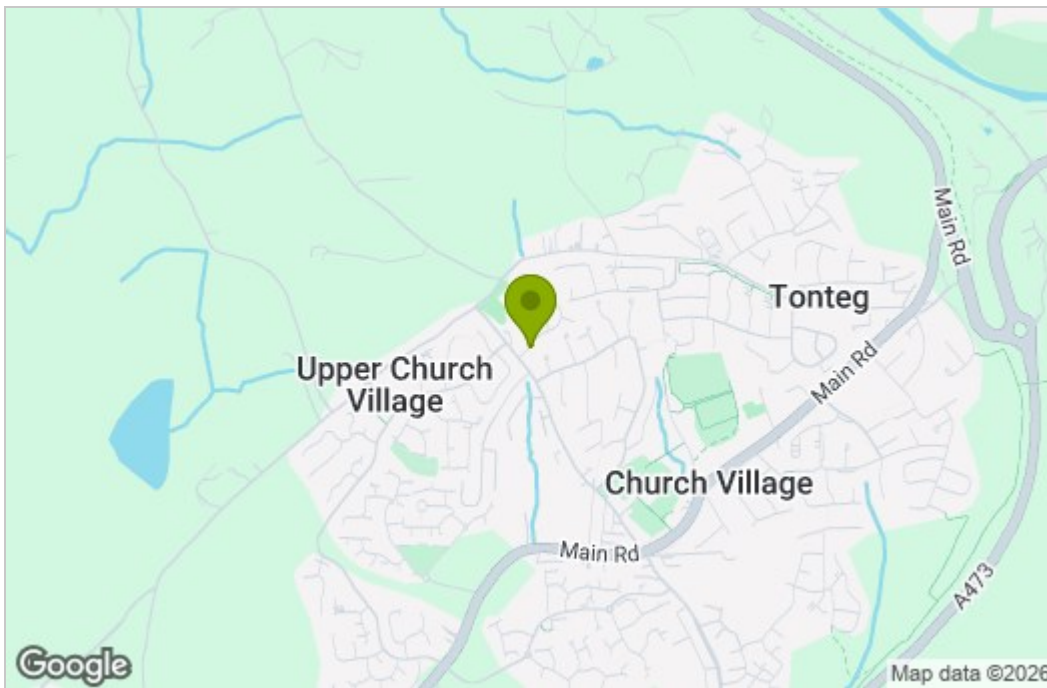 Main Rd
Tonteg
Upper Church
Village
Main Rd
Church Village
Main Rd
A473
Google
Map data ©2026